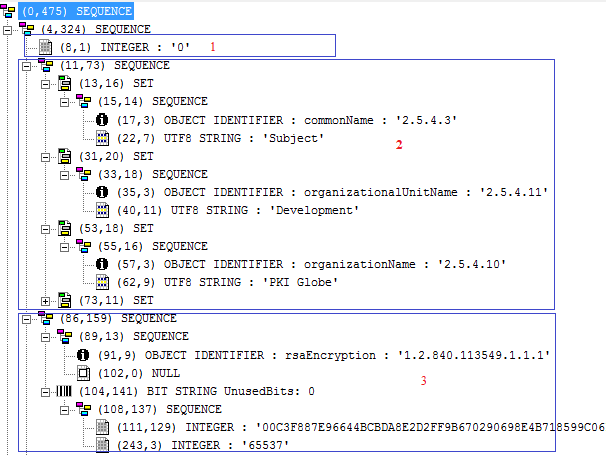 (0,475) SEQUENCE
(4,324) SEQUENCE
(8,1) INTEGER : '0' 1
(11,73) SEQUENCE
(13,16) SET
(15,14) SEQUENCE
(17,3) OBJECT IDENTIFIER : commonName : '2.5.4.3'
(22,7) UTF8 STRING : 'Subject' 2
(31,20) SET
(33,18) SEQUENCE
(35,3) OBJECT IDENTIFIER : organizationalUnitName : '2.5.4.11'
(40,11) UTF8 STRING : 'Development'
(53,18) SET
(55,16) SEQUENCE
(57,3) OBJECT IDENTIFIER : organizationName : '2.5.4.10'
(62,9) UTF8 STRING : 'PKI Globe'
(73,11) SET
(86,159) SEQUENCE
(89,13) SEQUENCE
(91,9) OBJECT IDENTIFIER : rsaEncryption : '1.2.840.113549.1.1.1'
(102,0) NULL 3
(104,141) BIT STRING UnusedBits: 0
(108,137) SEQUENCE
(111,129) INTEGER : '00C3F887E96644BCBDA8E2D2FF9B670290698E4B718599C06
(243,3) INTEGER : '65537'